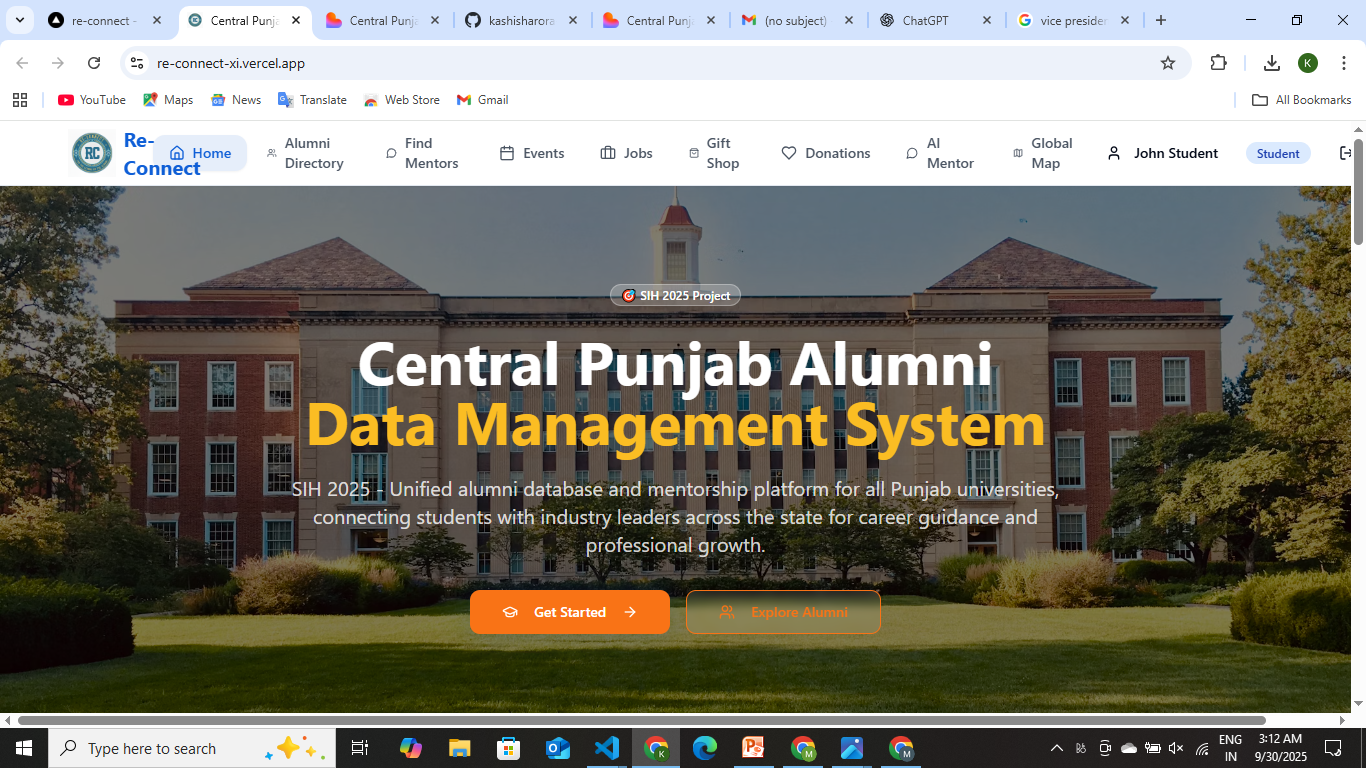 re-connect -
Central Punja
Central Punja
kashisharora
Central Punja
(no subject)
ChatGPT
vice presiden
re-connect-xi.vercel.app
K
YouTube
Maps
News
Translate
Web Store
Gmail
All Bookmarks
RC
Re-
Connect
Home
Alumni
Directory
Find
Mentors
Events
Jobs
Gift
Shop
Donations
AI
Mentor
Global
Map
John Student
Student
🎯 SIH 2025 Project
Central Punjab Alumni
Data Management System
SIH 2025 - Unified alumni database and mentorship platform for all Punjab universities,
connecting students with industry leaders across the state for career guidance and
professional growth.
Get Started
Explore Alumni
Type here to search
ENG
IN
3:12 AM
9/30/2025